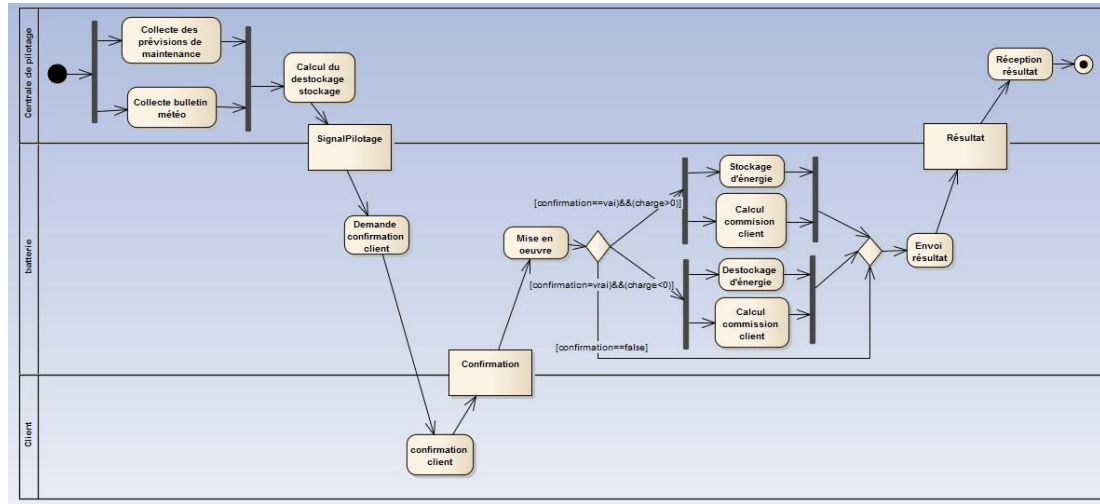 Centrale de pilotage
Collecte des
prévisions de
maintenance
Collecte bulletin
météo
Calcul du
destockage
stockage
SignalPilotage
Réception
résultat
Résultat
batterie
Demande
confirmation
client
Mise en
oeuvre
[confirmation==vai)&&(charge>0)]
Stockage
d'énergie
Calcul
commision
client
[confirmation=vrai)&&(charge<0)]
Destockage
d'énergie
Calcul
commission
client
[confirmation==false]
Envoi
résultat
Confirmation
Client
confirmation
client